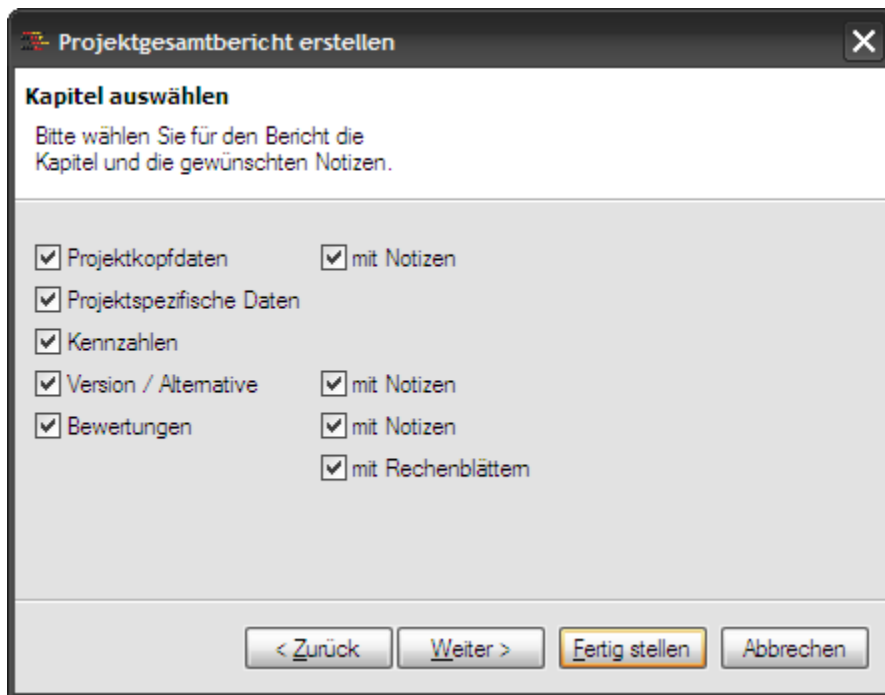 Projektgesamtbericht erstellen
Kapitel auswählen
Bitte wählen Sie für den Bericht die
Kapitel und die gewünschten Notizen.
Projektkopfdaten mit Notizen
Projektspezifische Daten
Kennzahlen
Version / Alternative mit Notizen
Bewertungen mit Notizen
mit Rechenblättern
< Zurück Weiter > Fertig stellen Abbrechen